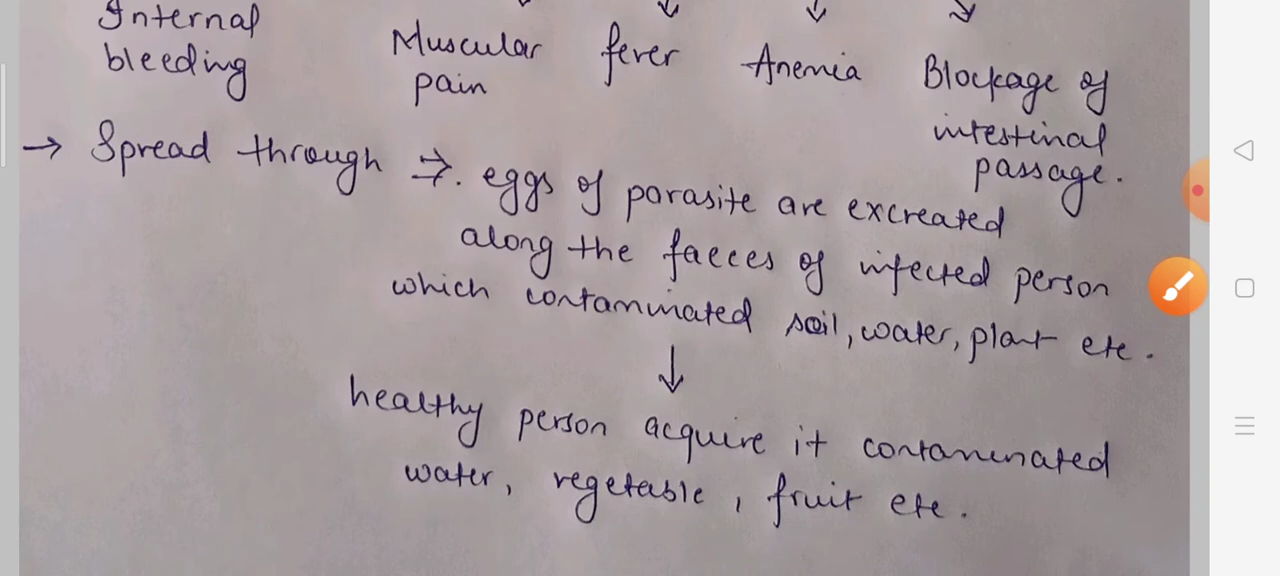 Internal
bleeding
Muscular
pain
fever
Anemia
Blockage of
intestinal
passage.
→ Spread through ⇒. eggs of parasite are excreated
along the faeces of infected person
which contaminated soil, water, plant etc.
↓
healthy person acquire it contaminated
water, vegetable, fruit etc.